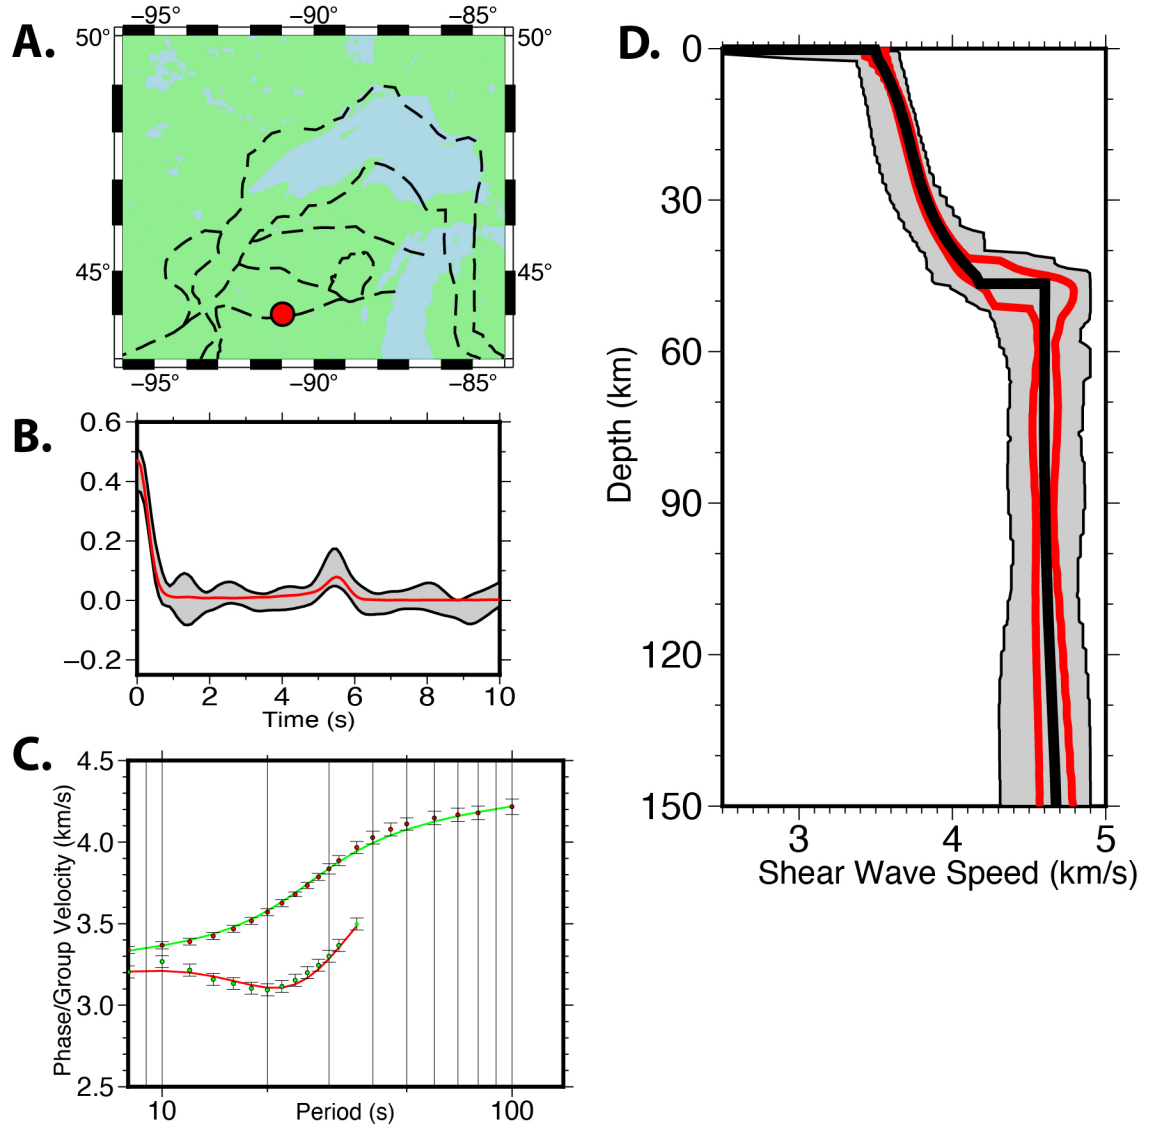 A.
−95° −90° −85°
50° 50°
45° 45°
−95° −90° −85°
B.
0.6
0.4
0.2
0.0
−0.2
0 2 4 6 8 10
Time (s)
C.
4.5
4.0
3.5
3.0
2.5
Phase/Group Velocity (km/s)
10 100
Period (s)
D.
0
30
60
90
120
150
Depth (km)
3 4 5
Shear Wave Speed (km/s)